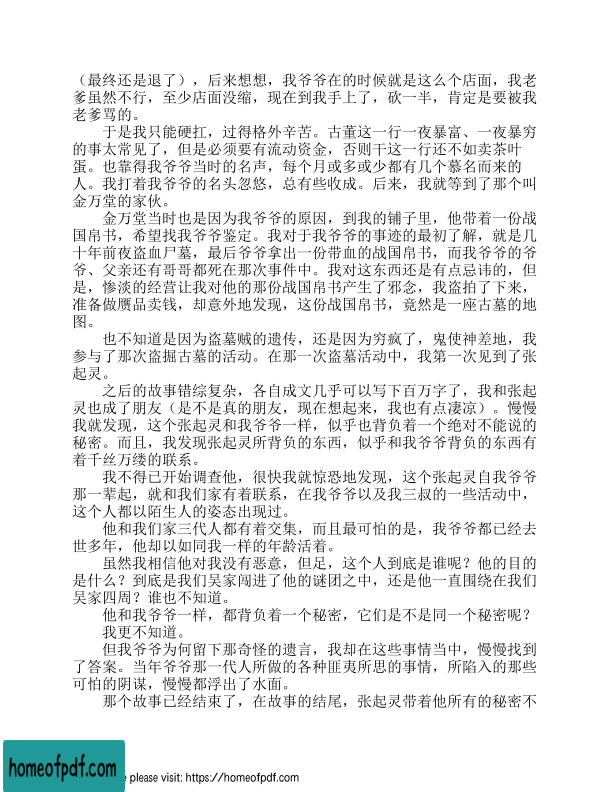 （最终还是退了），后来想想，我爷爷在的时候就是这么个店面，我老
爹虽然不行，至少店面没缩，现在到我手上了，砍一半，肯定是要被我
老爹骂的。
于是我只能硬扛，过得格外辛苦。古董这一行一夜暴富、一夜暴穷
的事太常见了，但是必须要有流动资金，否则干这一行还不如卖茶叶
蛋。也靠得我爷爷当时的名声，每个月或多或少都有几个慕名而来的
人。我打着我爷爷的名头忽悠，总有些收成。后来，我就等到了那个叫
金万堂的家伙。
金万堂当时也是因为我爷爷的原因，到我的铺子里，他带着一份战
国帛书，希望找我爷爷鉴定。我对于我爷爷的事迹的最初了解，就是几
十年前夜盗血尸墓，最后爷爷拿出一份带血的战国帛书，而我爷爷的爷
爷、父亲还有哥哥都死在那次事件中。我对这东西还是有点忌讳的，但
是，惨淡的经营让我对他的那份战国帛书产生了邪念，我盗拍了下来，
准备做赝品卖钱，却意外地发现，这份战国帛书，竟然是一座古墓的地
图。
也不知道是因为盗墓贼的遗传，还是因为穷疯了，鬼使神差地，我
参与了那次盗掘古墓的活动。在那一次盗墓活动中，我第一次见到了张
起灵。
之后的故事错综复杂，各自成文几乎可以写下百万字了，我和张起
灵也成了朋友（是不是真的朋友，现在想起来，我也有点凄凉）。慢慢
我就发现，这个张起灵和我爷爷一样，似乎也背负着一个绝对不能说的
秘密。而且，我发现张起灵所背负的东西，似乎和我爷爷背负的东西有
着千丝万缕的联系。
我不得已开始调查他，很快我就惊恐地发现，这个张起灵自我爷爷
那一辈起，就和我们家有着联系，在我爷爷以及我三叔的一些活动中，
这个人都以陌生人的姿态出现过。
他和我们家三代人都有着交集，而且最可怕的是，我爷爷都已经去
世多年，他却以如同我一样的年龄活着。
虽然我相信他对我没有恶意，但足，这个人到底是谁呢？他的目的
是什么？到底是我们吴家闯进了他的谜团之中，还是他一直围绕在我们
吴家四周？谁也不知道。
他和我爷爷一样，都背负着一个秘密，它们是不是同一个秘密呢？
我更不知道。
但我爷爷为何留下那奇怪的遗言，我却在这些事情当中，慢慢找到
了答案。当年爷爷那一代人所做的各种匪夷所思的事情，所陷入的那些
可怕的阴谋，慢慢都浮出了水面。
那个故事已经结束了，在故事的结尾，张起灵带着他所有的秘密不
homeofpdf.com
e please visit: https://homeofpdf.com